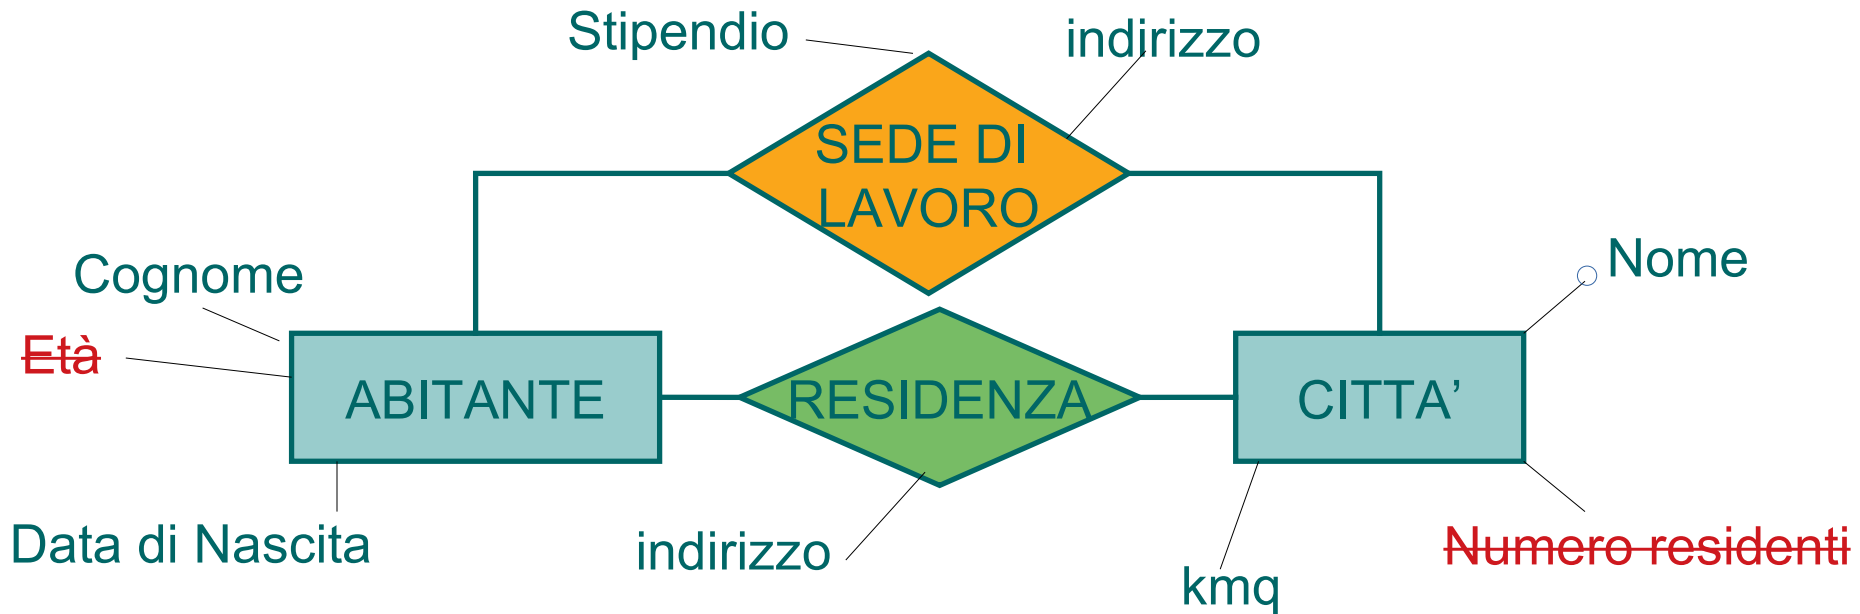 Stipendio
indirizzo
SEDE DI
LAVORO
Cognome
Nome
Età
ABITANTE
RESIDENZA
CITTA’
Data di Nascita
indirizzo
Numero residenti
kmq